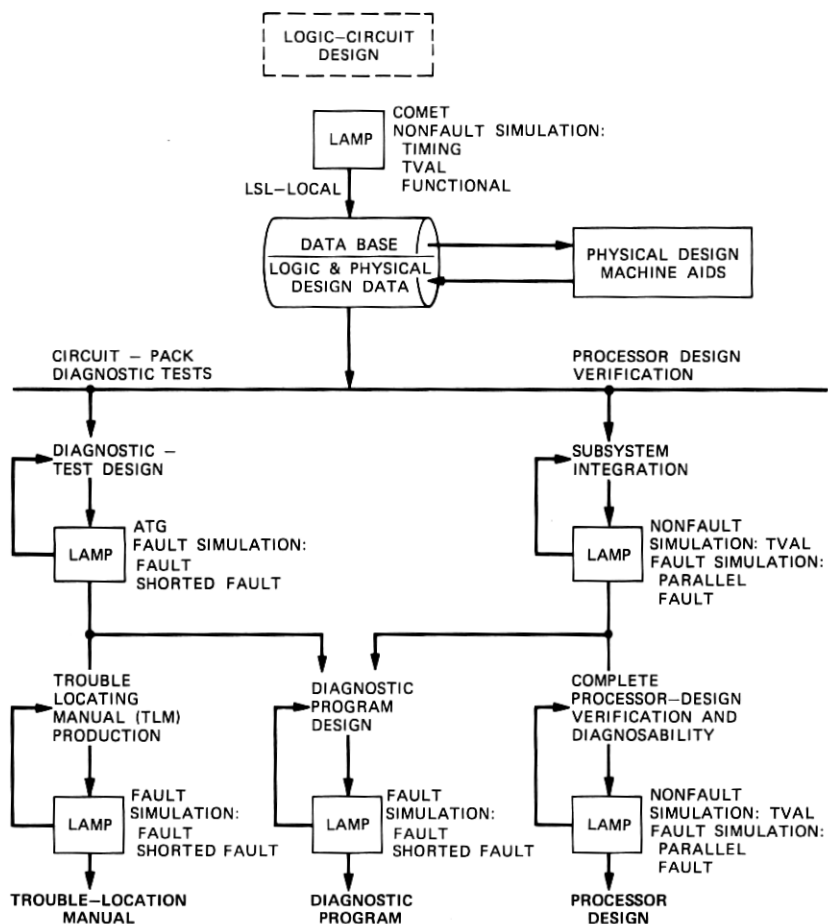 LOGIC–CIRCUIT
DESIGN
LAMP
COMET
NONFAULT SIMULATION:
TIMING
TVAL
FUNCTIONAL
LSL–LOCAL
DATA BASE
LOGIC & PHYSICAL
DESIGN DATA
PHYSICAL DESIGN
MACHINE AIDS
CIRCUIT – PACK
DIAGNOSTIC TESTS
PROCESSOR DESIGN
VERIFICATION
DIAGNOSTIC –
TEST DESIGN
SUBSYSTEM
INTEGRATION
LAMP
ATG
FAULT SIMULATION:
FAULT
SHORTED FAULT
LAMP
NONFAULT
SIMULATION: TVAL
FAULT SIMULATION:
PARALLEL
FAULT
TROUBLE
LOCATING
MANUAL (TLM)
PRODUCTION
DIAGNOSTIC
PROGRAM
DESIGN
COMPLETE
PROCESSOR–DESIGN
VERIFICATION AND
DIAGNOSABILITY
LAMP
FAULT
SIMULATION:
FAULT
SHORTED FAULT
LAMP
FAULT
SIMULATION:
FAULT
SHORTED FAULT
LAMP
NONFAULT
SIMULATION: TVAL
FAULT SIMULATION:
PARALLEL
FAULT
TROUBLE–LOCATION
MANUAL
DIAGNOSTIC
PROGRAM
PROCESSOR
DESIGN